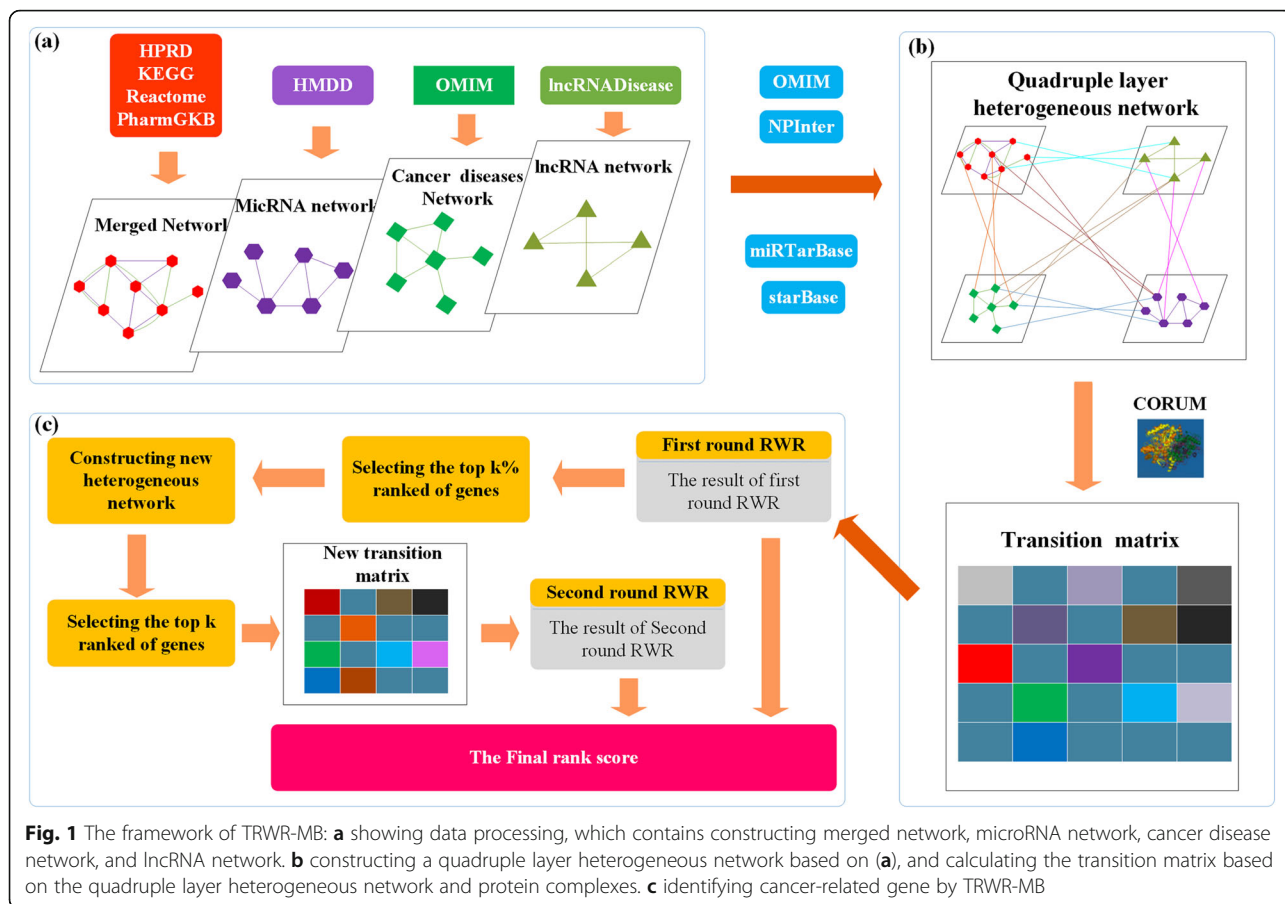 (a)
HPRD
KEGG
Reactome
PharmGKB
HMDD
OMIM
lncRNADisease
Merged Network
MicRNA network
Cancer diseases
Network
lncRNA network
OMIM
NPInter
miRTarBase
starBase
(b)
Quadruple layer
heterogeneous network
CORUM
Transition matrix
(c)
Constructing new
heterogeneous
network
Selecting the top k%
ranked of genes
First round RWR
The result of first
round RWR
Selecting the top k
ranked of genes
New transition
matrix
Second round RWR
The result of Second
round RWR
The Final rank score
Fig. 1 The framework of TRWR-MB: a showing data processing, which contains constructing merged network, microRNA network, cancer disease
network, and lncRNA network. b constructing a quadruple layer heterogeneous network based on (a), and calculating the transition matrix based
on the quadruple layer heterogeneous network and protein complexes. c identifying cancer-related gene by TRWR-MB